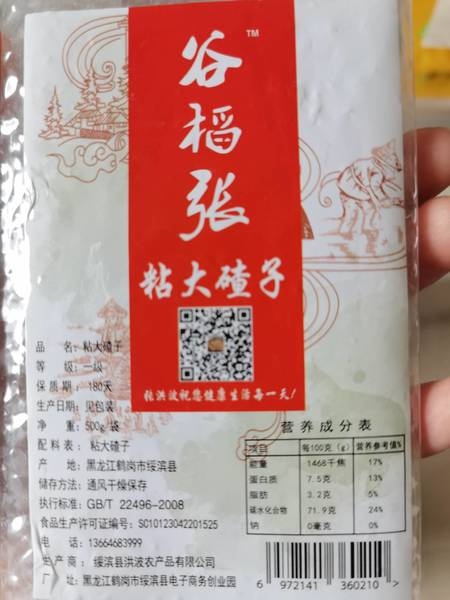 谷稻张™
粘大碴子
张洪波祝您健康生活每一天!
品 名: 粘大碴子
等 级: 一级
保质期: 180天
生产日期: 见包装
净 重: 500g/袋
配料表: 粘大碴子
产 地: 黑龙江鹤岗市绥滨县
储存方法: 通风干燥保存
执行标准: GB/T 22496-2008
食品生产许可证编号: SC10123042201525
电 话: 13664683999
生产商: 绥滨县洪波农产品有限公司
厂 址: 黑龙江鹤岗市绥滨县电子商务创业园
营养成分表
项目 每100克(g) 营养参考值%
能量 1468千焦 17%
蛋白质 7.5克 13%
脂肪 3.2克 5%
碳水化合物 71.9克 24%
钠 0毫克 0%
6 972141 360210 >